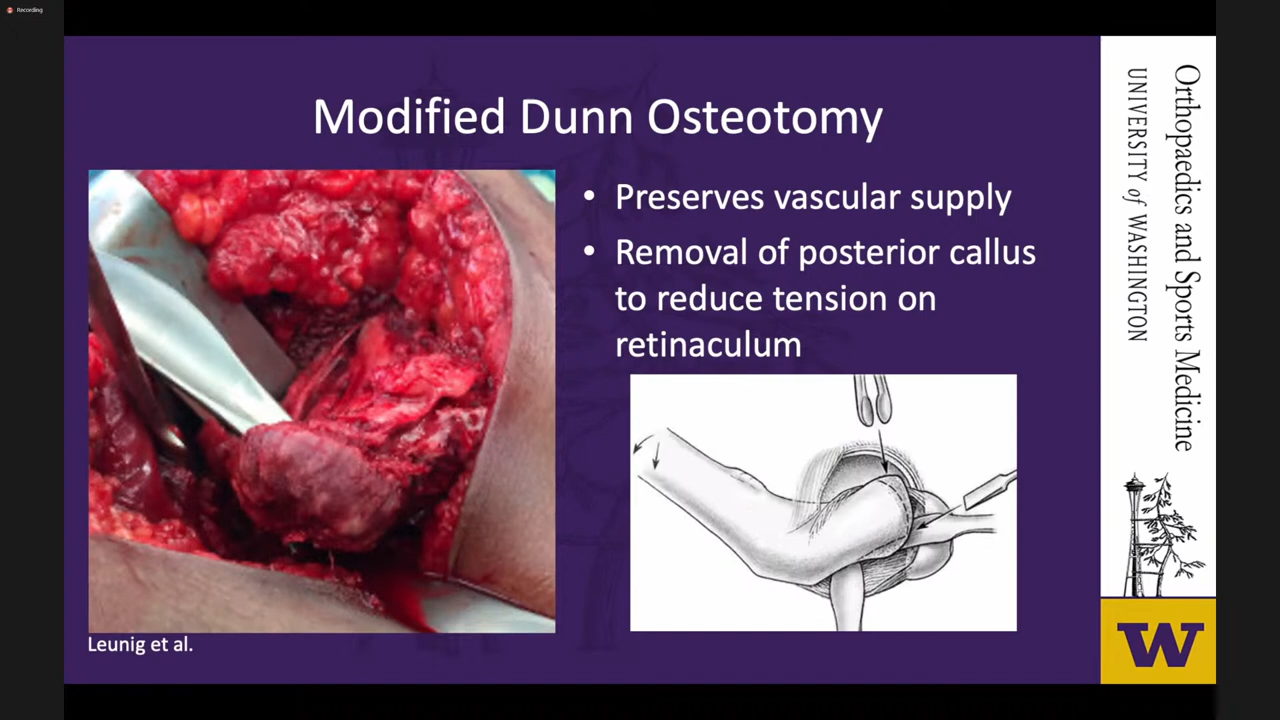 Recording
Modified Dunn Osteotomy
• Preserves vascular supply
• Removal of posterior callus
to reduce tension on
retinaculum
Leunig et al.
Orthopaedics and Sports Medicine
UNIVERSITY of WASHINGTON
W